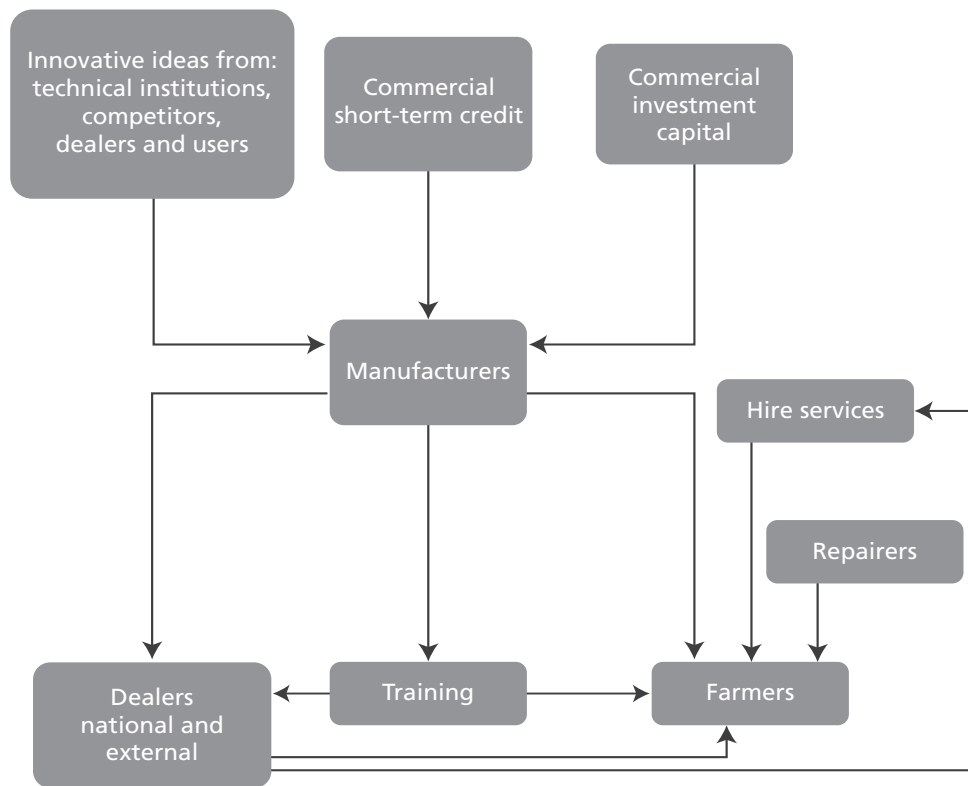 Innovative ideas from:
technical institutions,
competitors,
dealers and users
Commercial
short-term credit
Commercial
investment
capital
Manufacturers
Hire services
Repairers
Dealers
national and
external
Training
Farmers